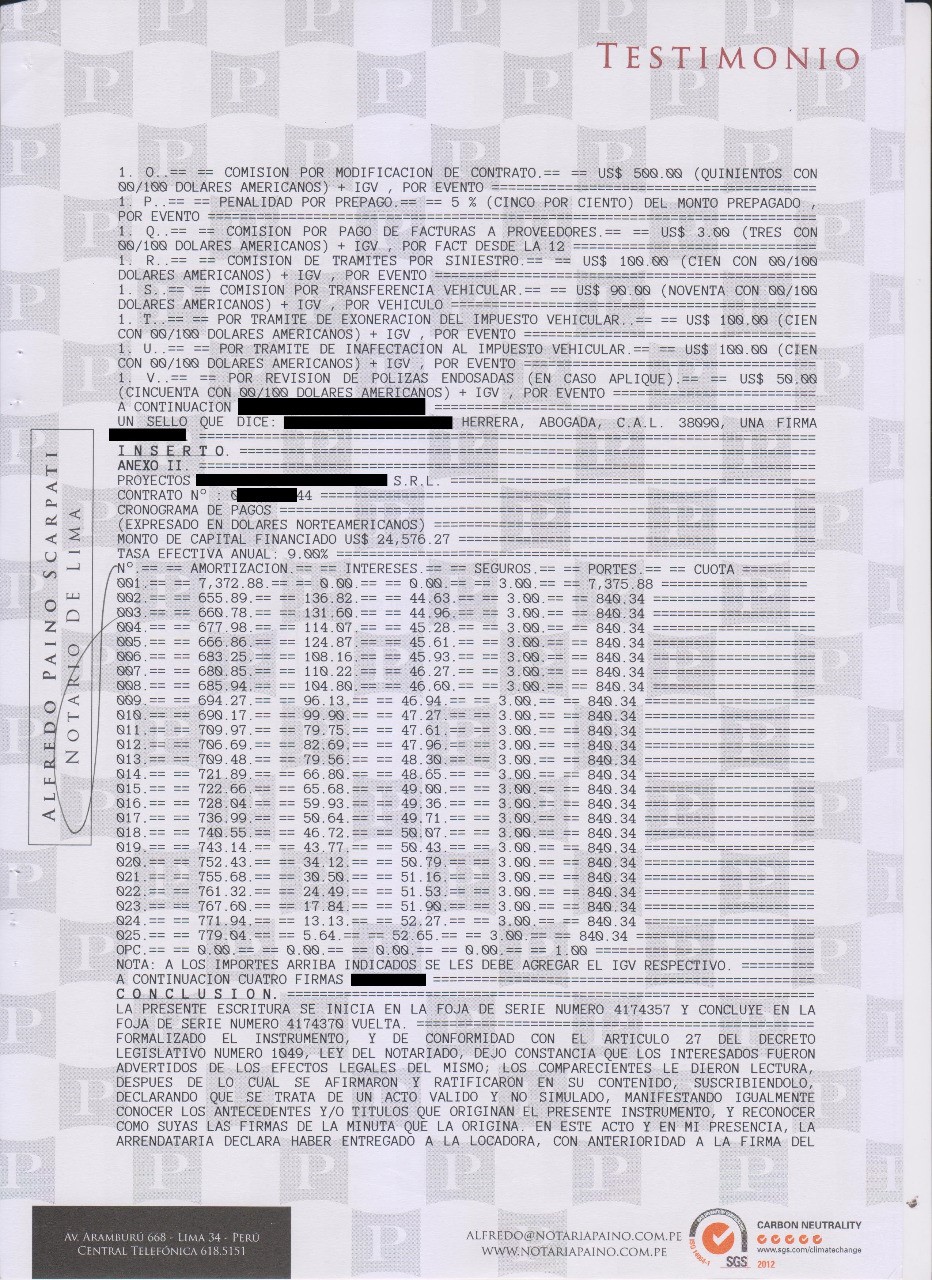 TESTIMONIO
1. O..== == COMISION POR MODIFICACION DE CONTRATO.== == US$ 500.00 (QUINIENTOS CON
00/100 DOLARES AMERICANOS) + IGV , POR EVENTO ==========================================
1. P..== == PENALIDAD POR PREPAGO.== == 5 % (CINCO POR CIENTO) DEL MONTO PREPAGADO ,
POR EVENTO ==========================================
1. Q..== == COMISION POR PAGO DE FACTURAS A PROVEEDORES.== == US$ 3.00 (TRES CON
00/100 DOLARES AMERICANOS) + IGV , POR FACT DESDE LA 12 ==========================
1. R..== == COMISION DE TRAMITES POR SINIESTRO.== == US$ 100.00 (CIEN CON 00/100
DOLARES AMERICANOS) + IGV , POR EVENTO ==========================================
1. S..== == COMISION POR TRANSFERENCIA VEHICULAR.== == US$ 90.00 (NOVENTA CON 00/100
DOLARES AMERICANOS) + IGV , POR VEHICULO ==========================================
1. T..== == POR TRAMITE DE EXONERACION DEL IMPUESTO VEHICULAR..== == US$ 100.00 (CIEN
CON 00/100 DOLARES AMERICANOS) + IGV , POR EVENTO ==========================
1. U..== == POR TRAMITE DE INAFECTACION AL IMPUESTO VEHICULAR.== == US$ 100.00 (CIEN
CON 00/100 DOLARES AMERICANOS) + IGV , POR EVENTO ==========================
1. V..== == POR REVISION DE POLIZAS ENDOSADAS (EN CASO APLIQUE).== == US$ 50.00
(CINCUENTA CON 00/100 DOLARES AMERICANOS) + IGV , POR EVENTO ==================
A CONTINUACION ==========================================
UN SELLO QUE DICE: HERRERA, ABOGADA, C.A.L. 38090, UNA FIRMA
==========================================
I N S E R T O. ==========================================
ANEXO II. ==========================================
PROYECTOS S.R.L. ==========================================
CONTRATO N° : 0 44 ==========================================
CRONOGRAMA DE PAGOS ==========================================
(EXPRESADO EN DOLARES NORTEAMERICANOS) ==========================================
MONTO DE CAPITAL FINANCIADO US$ 24,576.27 ==========================================
TASA EFECTIVA ANUAL: 9.00% ==========================================
N°.== == AMORTIZACION.== == INTERESES.== == SEGUROS.== == PORTES.== == CUOTA ========
001.== == 7,372.88.== == 0.00.== == 0.00.== == 3.00.== == 7,375.88 ==================
002.== == 655.89.== == 136.82.== == 44.63.== == 3.00.== == 840.34 ==================
003.== == 660.78.== == 131.60.== == 44.96.== == 3.00.== == 840.34 ==================
004.== == 677.98.== == 114.07.== == 45.28.== == 3.00.== == 840.34 ==================
005.== == 666.86.== == 124.87.== == 45.61.== == 3.00.== == 840.34 ==================
006.== == 683.25.== == 108.16.== == 45.93.== == 3.00.== == 840.34 ==================
007.== == 680.85.== == 110.22.== == 46.27.== == 3.00.== == 840.34 ==================
008.== == 685.94.== == 104.80.== == 46.60.== == 3.00.== == 840.34 ==================
009.== == 694.27.== == 96.13.== == 46.94.== == 3.00.== == 840.34 ==================
010.== == 690.17.== == 99.90.== == 47.27.== == 3.00.== == 840.34 ==================
011.== == 709.97.== == 79.75.== == 47.61.== == 3.00.== == 840.34 ==================
012.== == 706.69.== == 82.69.== == 47.96.== == 3.00.== == 840.34 ==================
013.== == 709.48.== == 79.56.== == 48.30.== == 3.00.== == 840.34 ==================
014.== == 721.89.== == 66.80.== == 48.65.== == 3.00.== == 840.34 ==================
015.== == 722.66.== == 65.68.== == 49.00.== == 3.00.== == 840.34 ==================
016.== == 728.04.== == 59.93.== == 49.36.== == 3.00.== == 840.34 ==================
017.== == 736.99.== == 50.64.== == 49.71.== == 3.00.== == 840.34 ==================
018.== == 740.55.== == 46.72.== == 50.07.== == 3.00.== == 840.34 ==================
019.== == 743.14.== == 43.77.== == 50.43.== == 3.00.== == 840.34 ==================
020.== == 752.43.== == 34.12.== == 50.79.== == 3.00.== == 840.34 ==================
021.== == 755.68.== == 30.50.== == 51.16.== == 3.00.== == 840.34 ==================
022.== == 761.32.== == 24.49.== == 51.53.== == 3.00.== == 840.34 ==================
023.== == 767.60.== == 17.84.== == 51.90.== == 3.00.== == 840.34 ==================
024.== == 771.94.== == 13.13.== == 52.27.== == 3.00.== == 840.34 ==================
025.== == 779.04.== == 5.64.== == 52.65.== == 3.00.== == 840.34 ==================
OPC.== == 0.00.== == 0.00.== == 0.00.== == 0.00.== == 1.00 ==================
NOTA: A LOS IMPORTES ARRIBA INDICADOS SE LES DEBE AGREGAR EL IGV RESPECTIVO. ========
A CONTINUACION CUATRO FIRMAS ==========================================
C O N C L U S I O N. ==========================================
LA PRESENTE ESCRITURA SE INICIA EN LA FOJA DE SERIE NUMERO 4174357 Y CONCLUYE EN LA
FOJA DE SERIE NUMERO 4174370 VUELTA. ==========================================
FORMALIZADO EL INSTRUMENTO, Y DE CONFORMIDAD CON EL ARTICULO 27 DEL DECRETO
LEGISLATIVO NUMERO 1049, LEY DEL NOTARIADO, DEJO CONSTANCIA QUE LOS INTERESADOS FUERON
ADVERTIDOS DE LOS EFECTOS LEGALES DEL MISMO; LOS COMPARECIENTES LE DIERON LECTURA,
DESPUES DE LO CUAL SE AFIRMARON Y RATIFICARON EN SU CONTENIDO, SUSCRIBIENDOLO,
DECLARANDO QUE SE TRATA DE UN ACTO VALIDO Y NO SIMULADO, MANIFESTANDO IGUALMENTE
CONOCER LOS ANTECEDENTES Y/O TITULOS QUE ORIGINAN EL PRESENTE INSTRUMENTO, Y RECONOCER
COMO SUYAS LAS FIRMAS DE LA MINUTA QUE LA ORIGINA. EN ESTE ACTO Y EN MI PRESENCIA, LA
ARRENDATARIA DECLARA HABER ENTREGADO A LA LOCADORA, CON ANTERIORIDAD A LA FIRMA DEL
ALFREDO PAINO SCARPATI
NOTARIO DE LIMA
AV. ARAMBURÚ 668 - LIMA 34 - PERÚ
CENTRAL TELEFÓNICA 618.5151
ALFREDO@NOTARIAPAINO.COM.PE
WWW.NOTARIAPAINO.COM.PE
SGS
CARBON NEUTRALITY
www.sgs.com/climatechange
2012